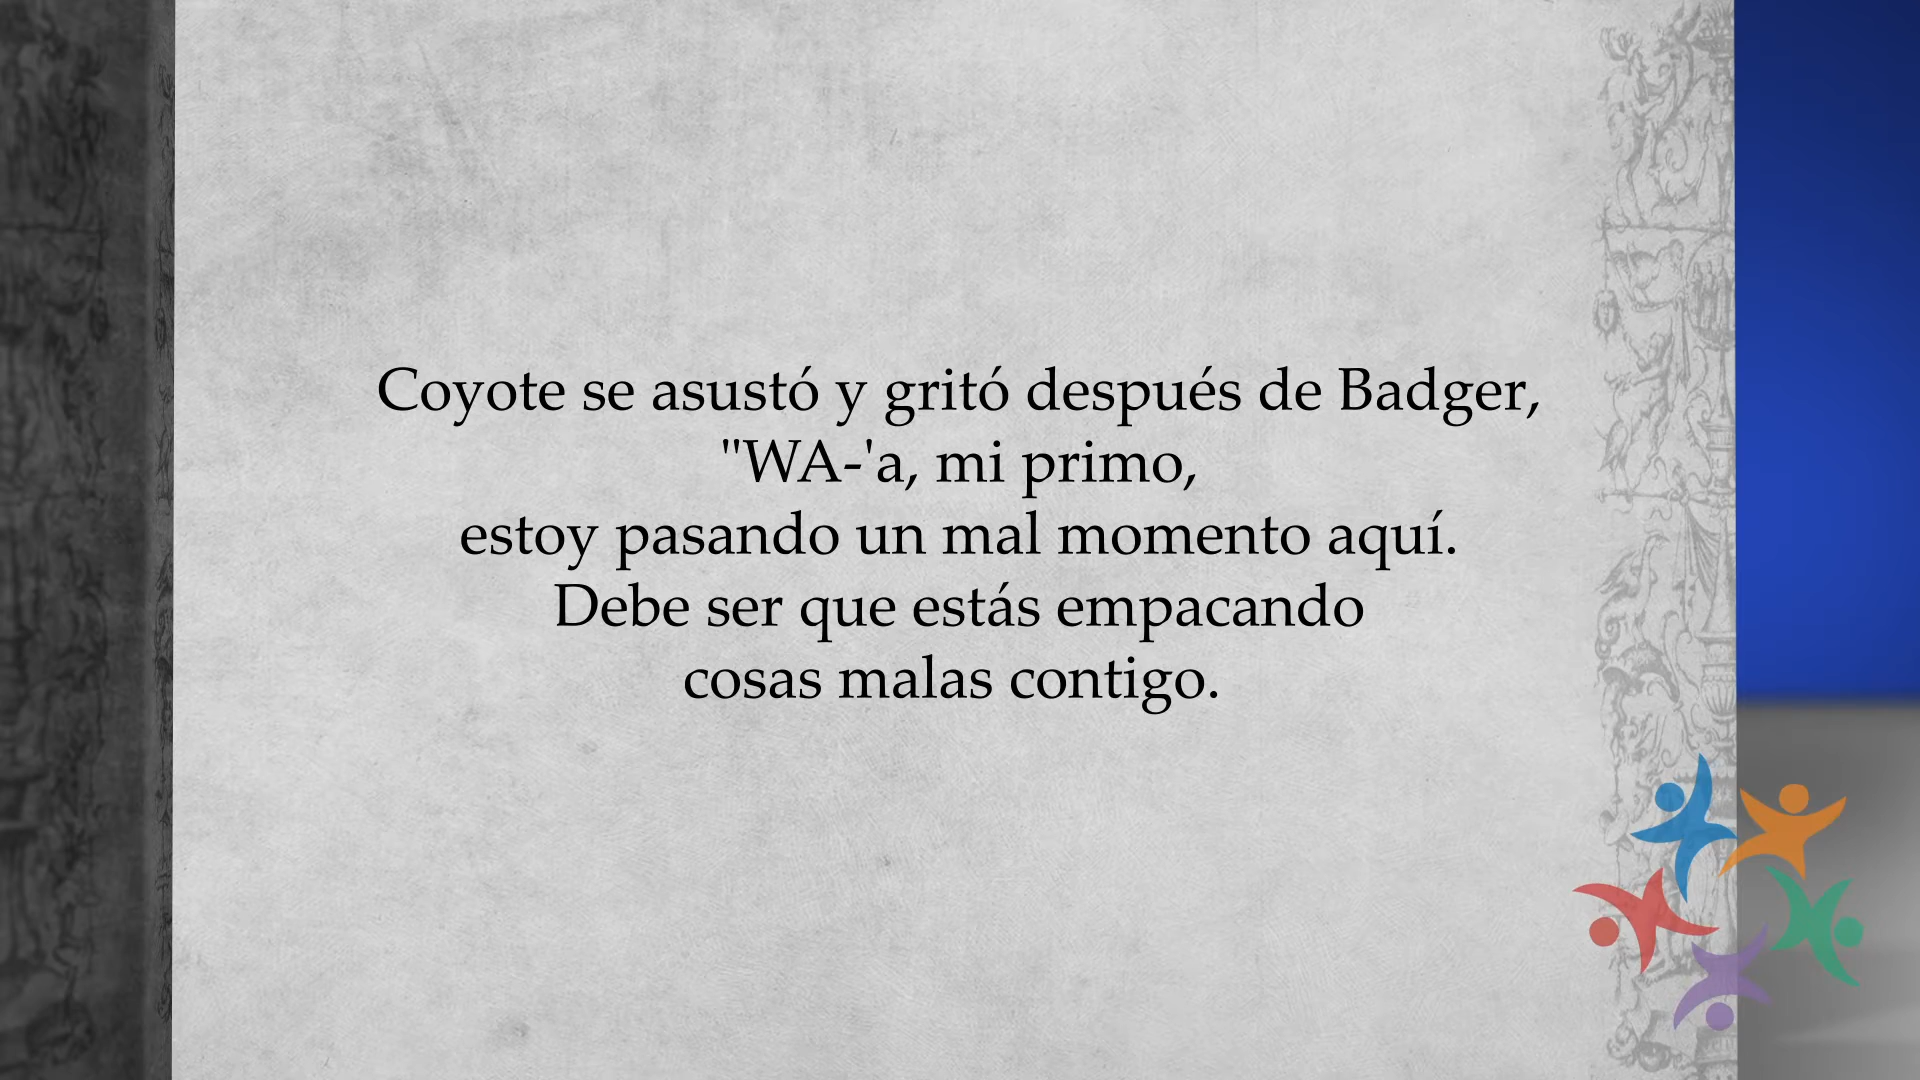 Coyote se asustó y gritó después de Badger,
"WA-'a, mi primo,
estoy pasando un mal momento aquí.
Debe ser que estás empacando
cosas malas contigo.